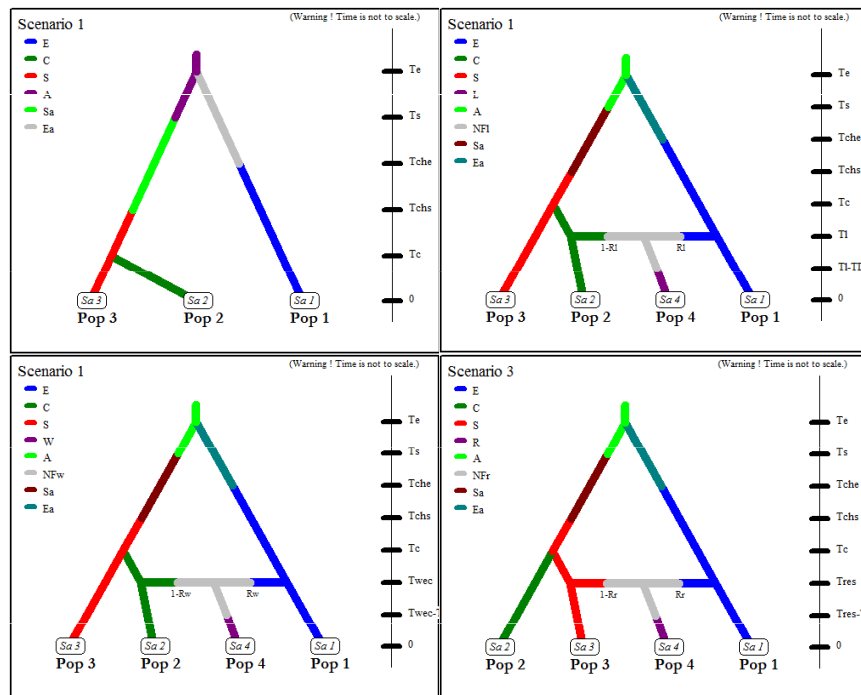 Scenario 1
(Warning ! Time is not to scale.)
E
C
S
A
Sa
Ea
Te
Ts
Tche
Tchs
Tc
0
Sa 3
Sa 2
Sa 1
Pop 3
Pop 2
Pop 1
Scenario 1
(Warning ! Time is not to scale.)
E
C
S
L
A
NFl
Sa
Ea
Te
Ts
Tche
Tchs
Tc
Tl
Tl-TI
0
1-Rl
Rl
Sa 3
Sa 2
Sa 4
Sa 1
Pop 3
Pop 2
Pop 4
Pop 1
Scenario 1
(Warning ! Time is not to scale.)
E
C
S
W
A
NFw
Sa
Ea
Te
Ts
Tche
Tchs
Tc
Twec
Twec-
0
1-Rw
Rw
Sa 3
Sa 2
Sa 4
Sa 1
Pop 3
Pop 2
Pop 4
Pop 1
Scenario 3
(Warning ! Time is not to scale.)
E
C
S
R
A
NFr
Sa
Ea
Te
Ts
Tche
Tchs
Tc
Tres
Tres-
0
1-Rr
Rr
Sa 2
Sa 3
Sa 4
Sa 1
Pop 2
Pop 3
Pop 4
Pop 1